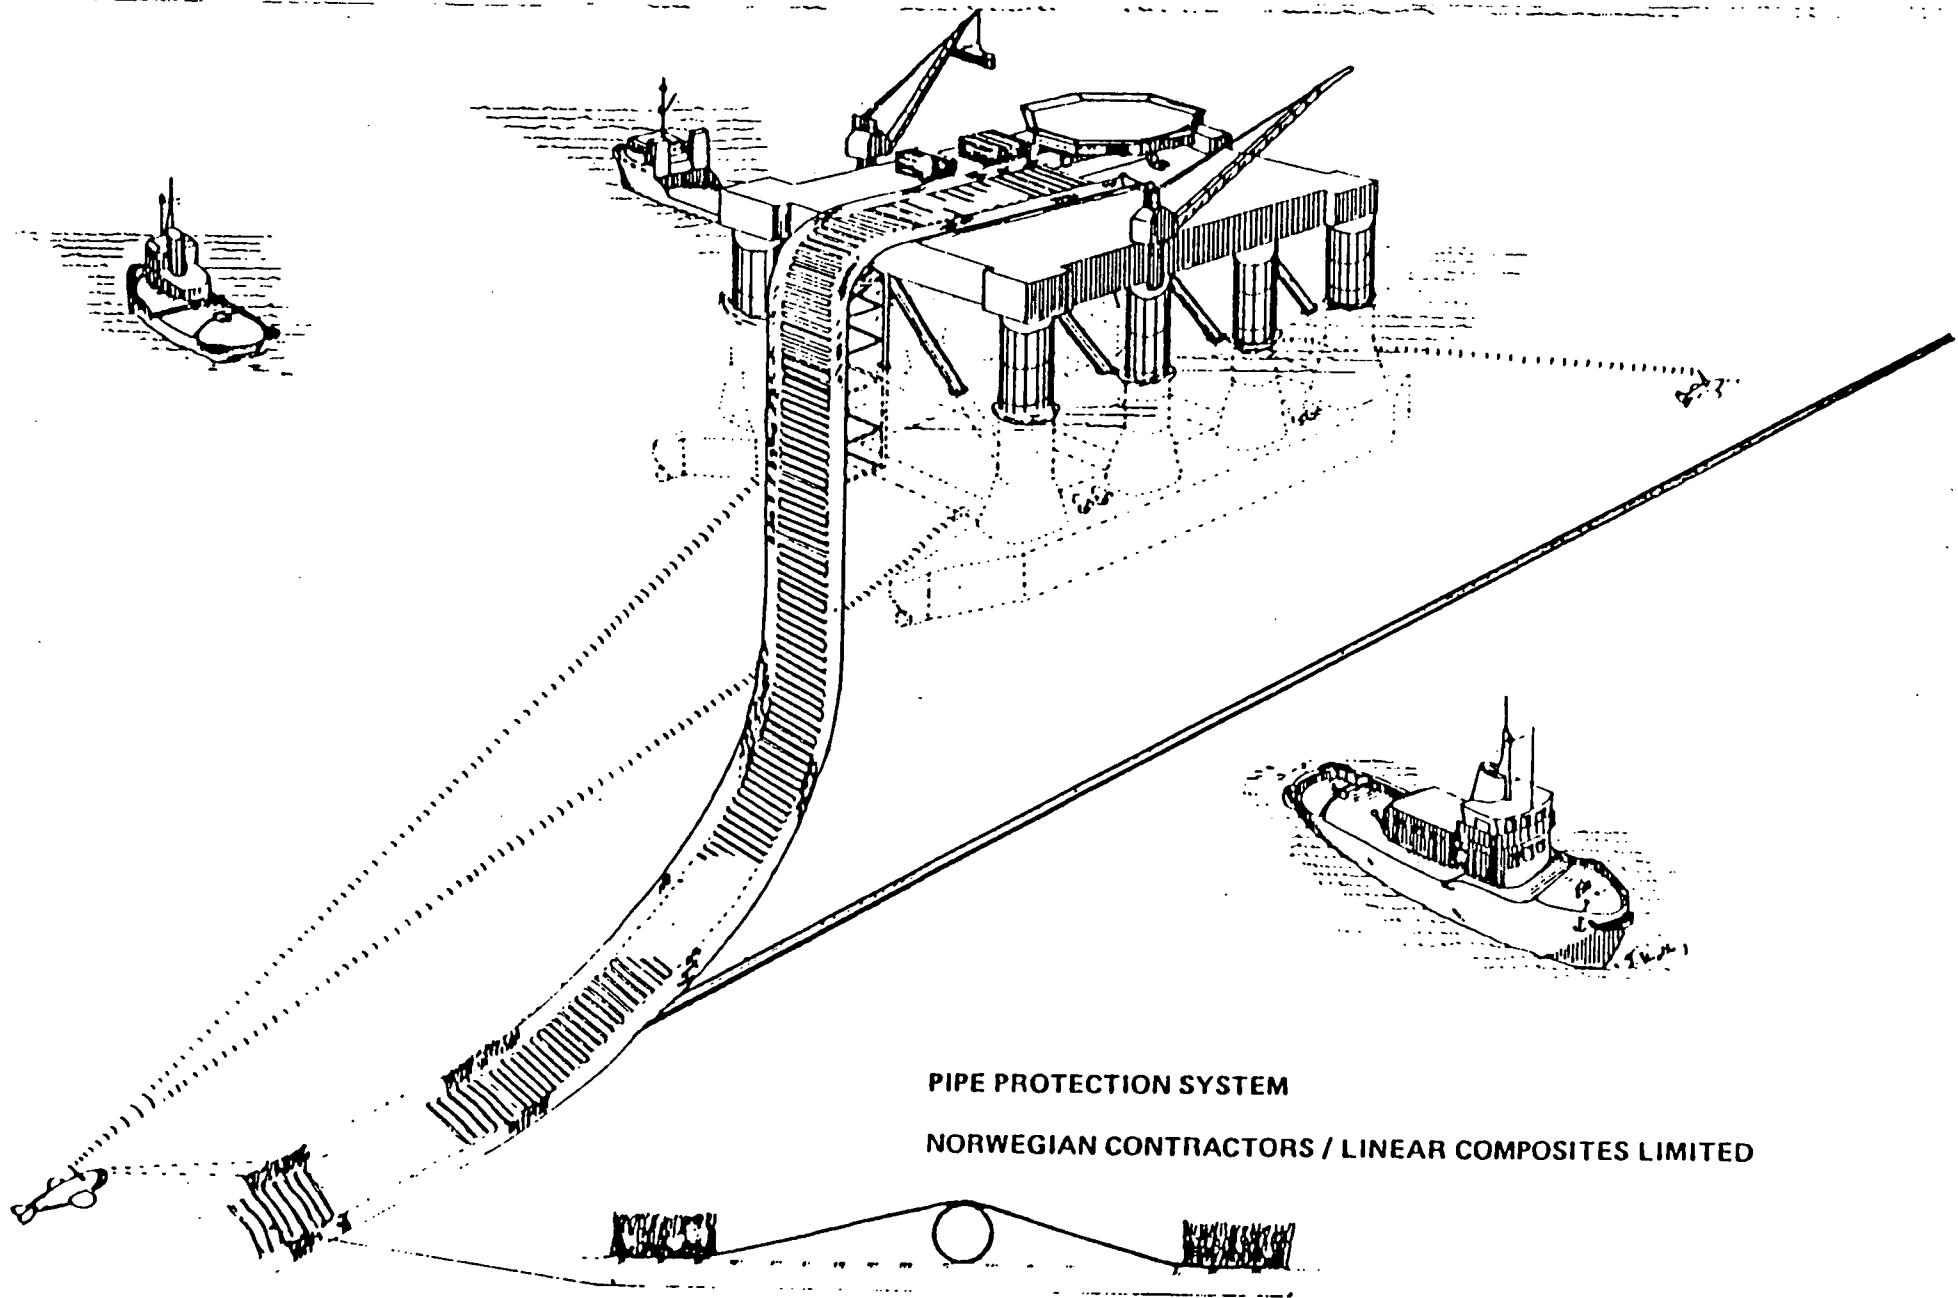 PIPE PROTECTION SYSTEM
NORWEGIAN CONTRACTORS / LINEAR COMPOSITES LIMITED